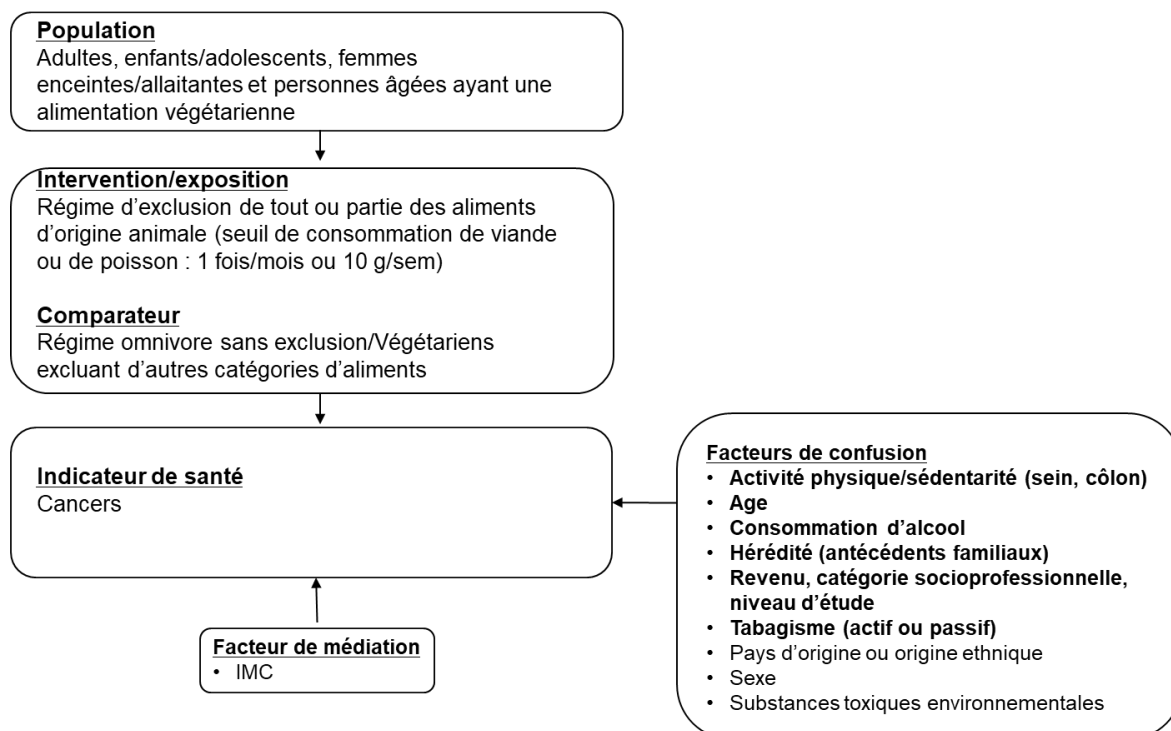 Population
Adultes, enfants/adolescents, femmes
enceintes/allaitantes et personnes âgées ayant une
alimentation végétarienne
Intervention/exposition
Régime d'exclusion de tout ou partie des aliments
d'origine animale (seuil de consommation de viande
ou de poisson : 1 fois/mois ou 10 g/sem)
Comparateur
Régime omnivore sans exclusion/Végétariens
excluant d'autres catégories d'aliments
Indicateur de santé
Cancers
Facteur de médiation
• IMC
Facteurs de confusion
• Activité physique/sédentarité (sein, côlon)
• Age
• Consommation d'alcool
• Hérédité (antécédents familiaux)
• Revenu, catégorie socioprofessionnelle,
niveau d'étude
• Tabagisme (actif ou passif)
• Pays d'origine ou origine ethnique
• Sexe
• Substances toxiques environnementales